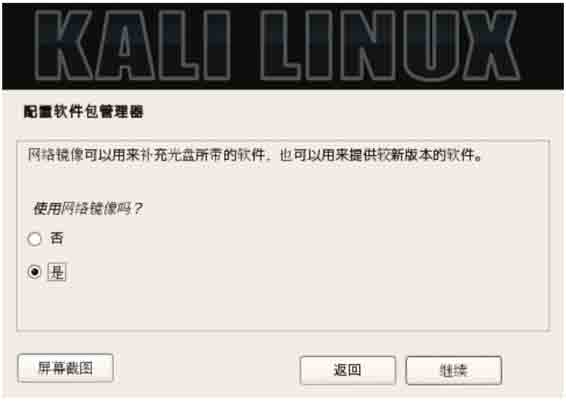 KALI LINUX
配置软件包管理器
网络镜像可以用来补充光盘所带的软件，也可以用来提供较新版本的软件。
使用网络镜像吗？
否
是
屏幕截图
返回
继续